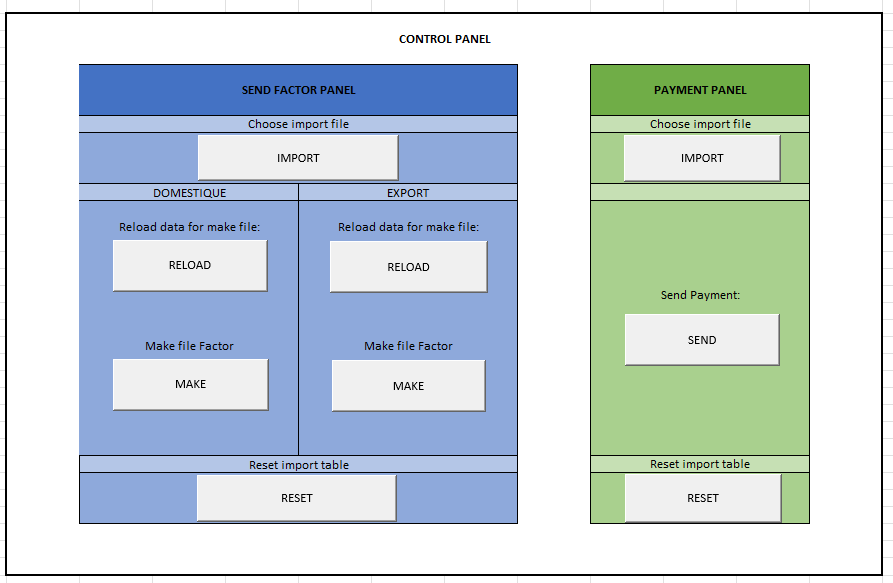 CONTROL PANEL
SEND FACTOR PANEL
Choose import file
IMPORT
DOMESTIQUE
EXPORT
Reload data for make file:
RELOAD
Make file Factor
MAKE
Reload data for make file:
RELOAD
Make file Factor
MAKE
Reset import table
RESET
PAYMENT PANEL
Choose import file
IMPORT
Send Payment:
SEND
Reset import table
RESET